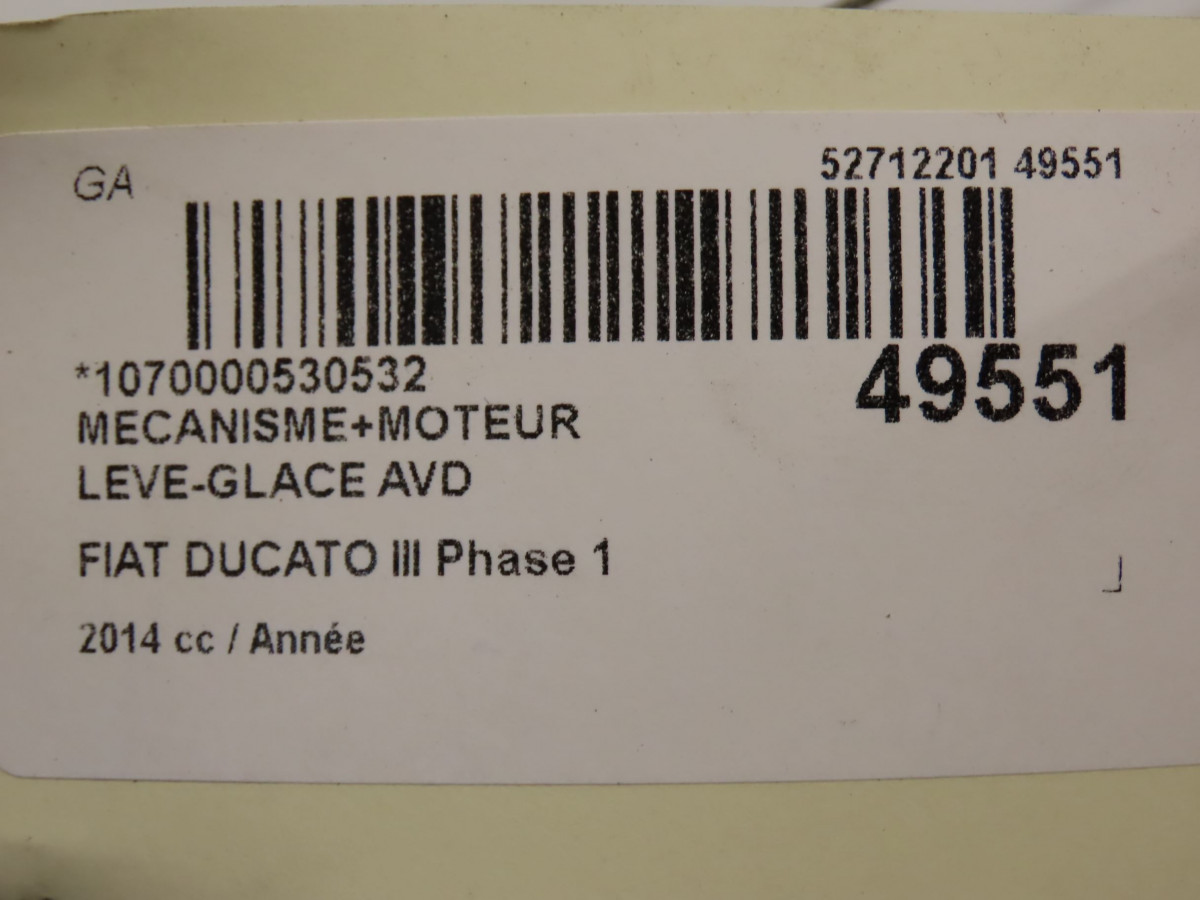 GA
52712201 49551
*1070000530532
49551
MECANISME+MOTEUR
LEVE-GLACE AVD
FIAT DUCATO III Phase 1
2014 cc / Année